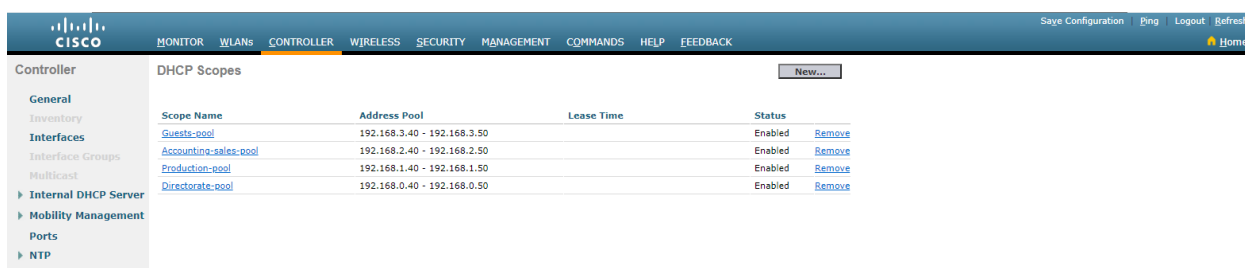 Save Configuration | Ping | Logout | Refresh
CISCO
MONITOR WLANs CONTROLLER WIRELESS SECURITY MANAGEMENT COMMANDS HELP FEEDBACK
Home
Controller
General
Inventory
Interfaces
Interface Groups
Multicast
Internal DHCP Server
Mobility Management
Ports
NTP
DHCP Scopes
New...
Scope Name Address Pool Lease Time Status
Guests-pool 192.168.3.40 - 192.168.3.50 Enabled Remove
Accounting-sales-pool 192.168.2.40 - 192.168.2.50 Enabled Remove
Production-pool 192.168.1.40 - 192.168.1.50 Enabled Remove
Directorate-pool 192.168.0.40 - 192.168.0.50 Enabled Remove